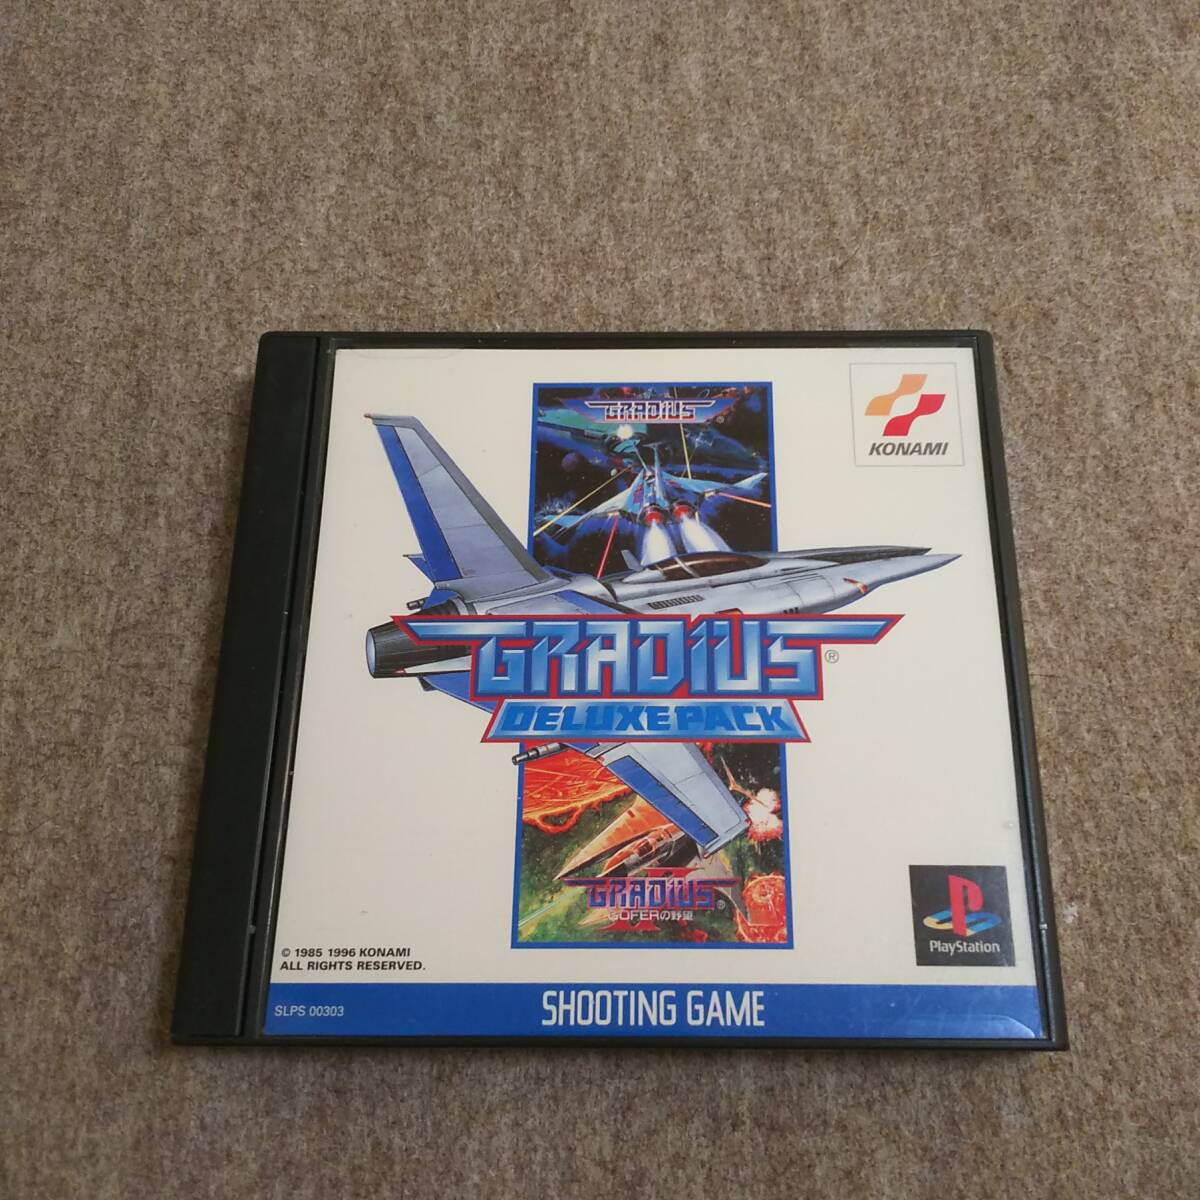 GRADIUS
KONAMI
GRADIUS®
DELUXE PACK
GRADIUS II
GOFERの野望
PlayStation
© 1985 1996 KONAMI
ALL RIGHTS RESERVED.
SLPS 00303
SHOOTING GAME